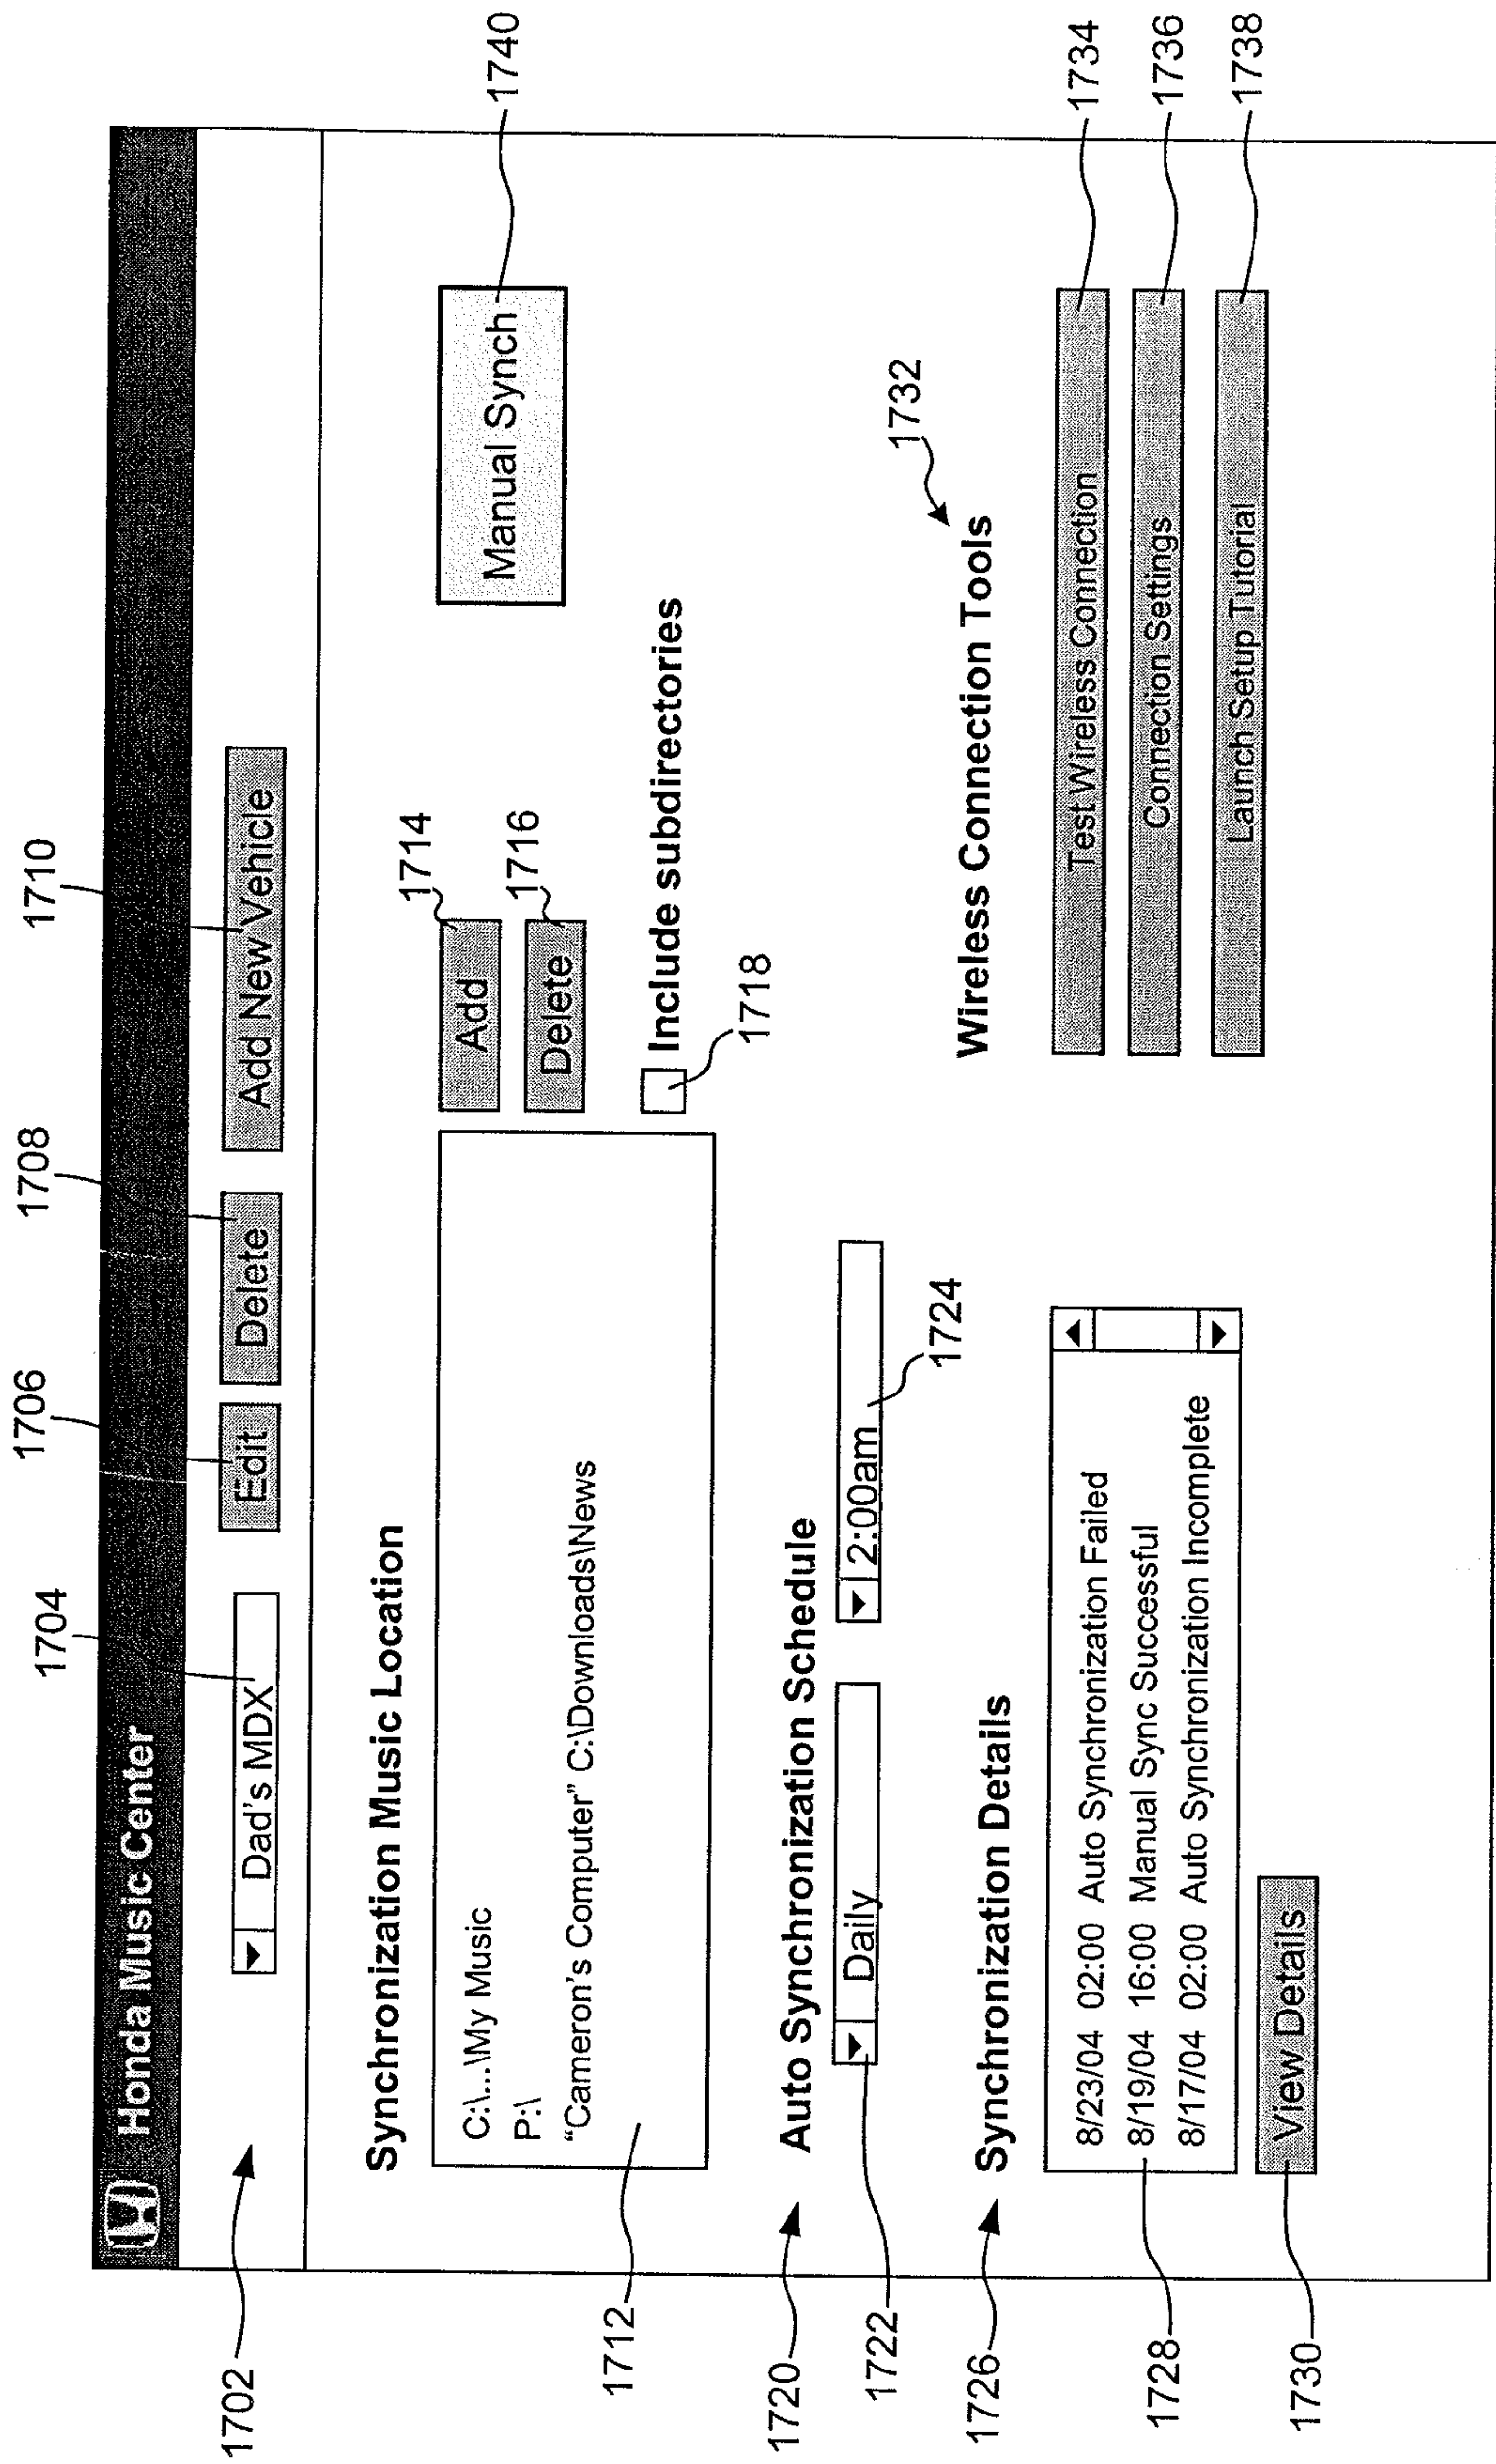 1710
1708
1706
1704
Honda Music Center
1702
Dad's MDX
Edit
Delete
Add New Vehicle
Synchronization Music Location
C:\...\My Music
P:\
“Cameron's Computer” C:\Downloads\News
1712
Add
1714
Delete
1716
Include subdirectories
1718
Manual Synch
1740
1720
Auto Synchronization Schedule
1722
Daily
2:00am
1724
1726
Synchronization Details
8/23/04 02:00 Auto Synchronization Failed
8/19/04 16:00 Manual Sync Successful
8/17/04 02:00 Auto Synchronization Incomplete
1728
View Details
1730
Wireless Connection Tools
1732
Test Wireless Connection
1734
Connection Settings
1736
Launch Setup Tutorial
1738